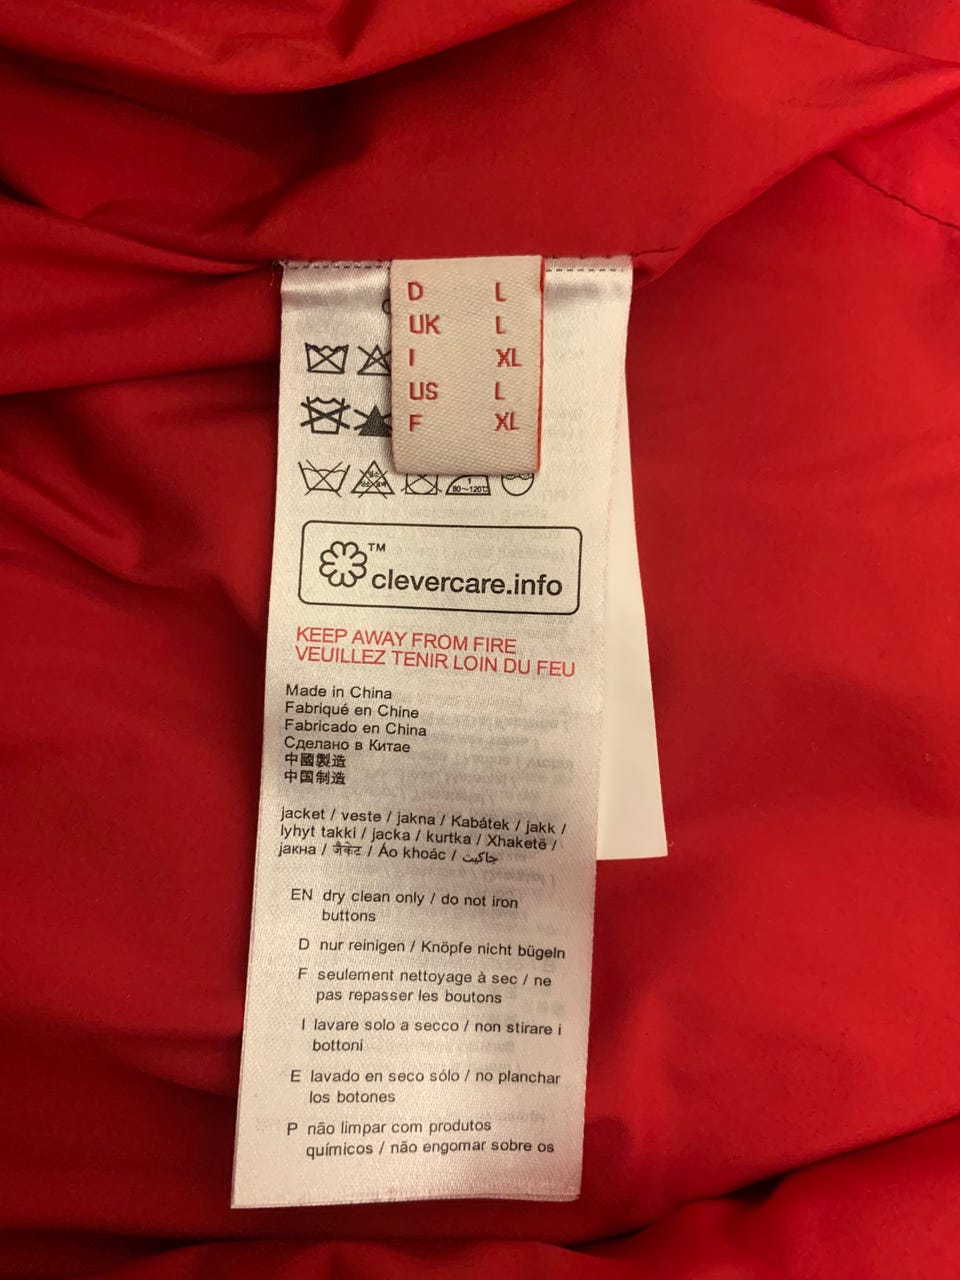 D L
UK L
I XL
US L
F XL
80~120℃
TM
clevercare.info
KEEP AWAY FROM FIRE
VEUILLEZ TENIR LOIN DU FEU
Made in China
Fabriqué en Chine
Fabricado en China
Сделано в Китае
中國製造
中国制造
jacket / veste / jakna / Kabátek / jakk /
lyhyt takki / jacka / kurtka / Xhaketë /
јакна / जैकेट / Áo khoác / جاكيت
EN dry clean only / do not iron
buttons
D nur reinigen / Knöpfe nicht bügeln
F seulement nettoyage à sec / ne
pas repasser les boutons
I lavare solo a secco / non stirare i
bottoni
E lavado en seco sólo / no planchar
los botones
P não limpar com produtos
químicos / não engomar sobre os